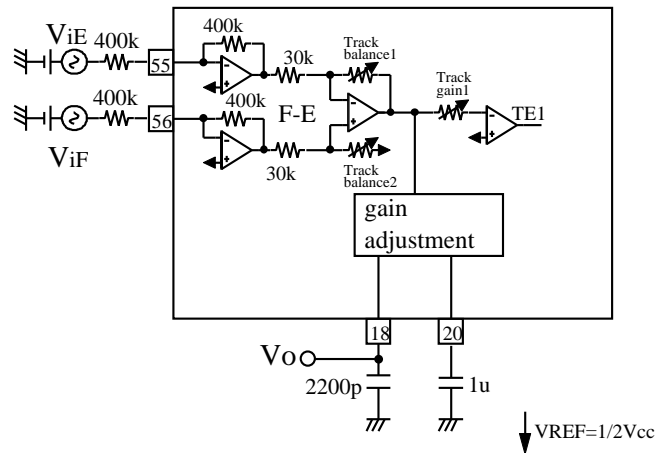 ViE
400k
55
400k
30k
Track
balance1
ViF
400k
56
400k
F-E
30k
Track
balance2
Track
gain1
TE1
gain
adjustment
18
20
Vo
2200p
1u
VREF=1/2Vcc
- + - + - + - +